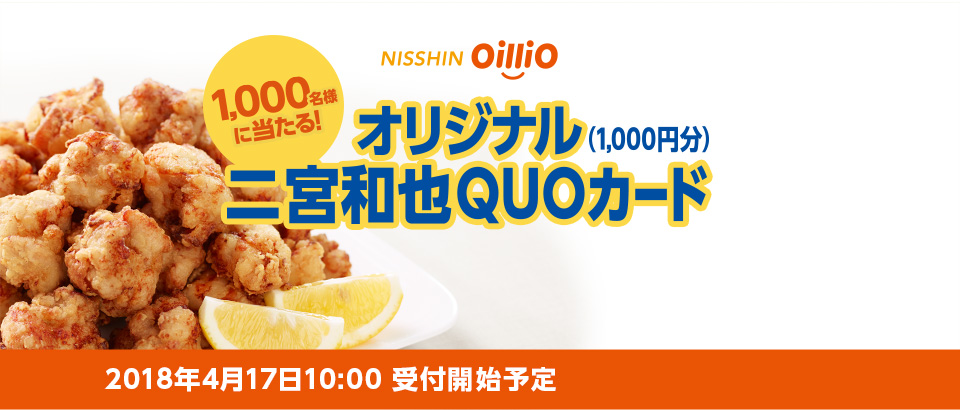 NISSHIN OilliO
1,000名様
に当たる!
オリジナル(1,000円分)
二宮和也QUOカード
2018年4月17日10:00 受付開始予定